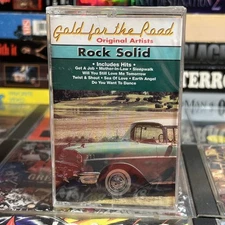 Gold for the Road
Original Artists
Rock Solid
• Includes Hits •
Get A Job • Mother-In-Law • Sleepwalk
Will You Still Love Me Tomorrow
Twist & Shout • Sea Of Love • Earth Angel
Do You Want To Dance
TERROR